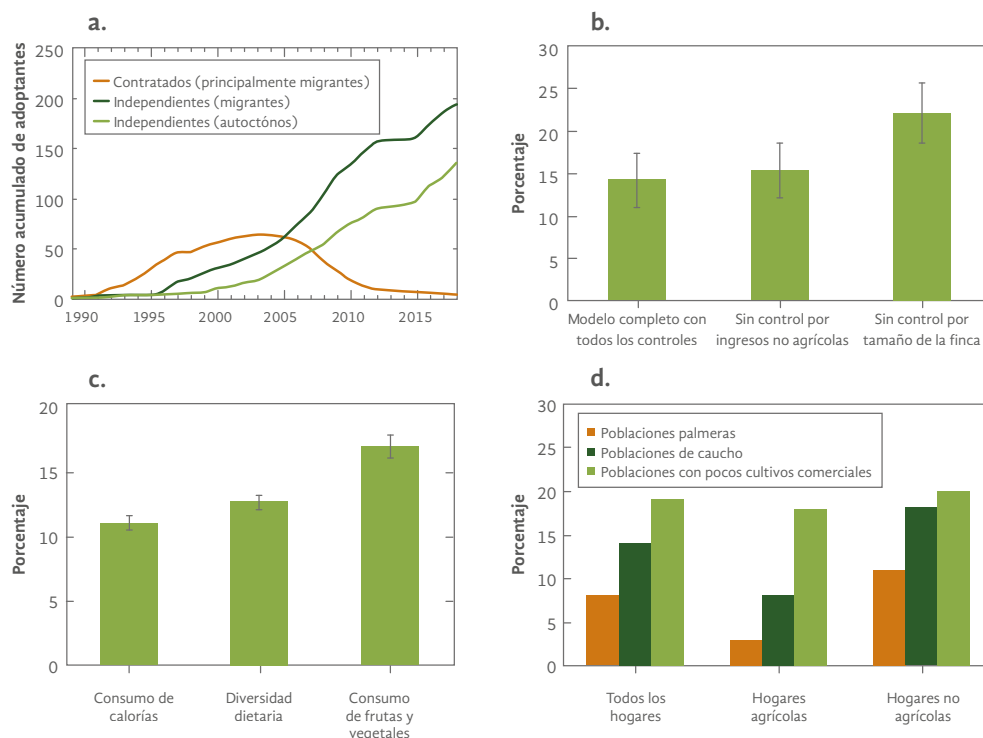 a.
Número acumulado de adoptantes
250
200
150
100
50
0
Contratados (principalmente migrantes)
Independientes (migrantes)
Independientes (autoctónos)
1990 1995 2000 2005 2010 2015
b.
Porcentaje
30
25
20
15
10
5
0
Modelo completo con
todos los controles
Sin control por
ingresos no agrícolas
Sin control por
tamaño de la finca
c.
Porcentaje
20
15
10
5
0
Consumo de
calorías
Diversidad
dietaria
Consumo
de frutas y
vegetales
d.
Porcentaje
30
25
20
15
10
5
0
Poblaciones palmeras
Poblaciones de caucho
Poblaciones con pocos cultivos comerciales
Todos los
hogares
Hogares
agrícolas
Hogares no
agrícolas